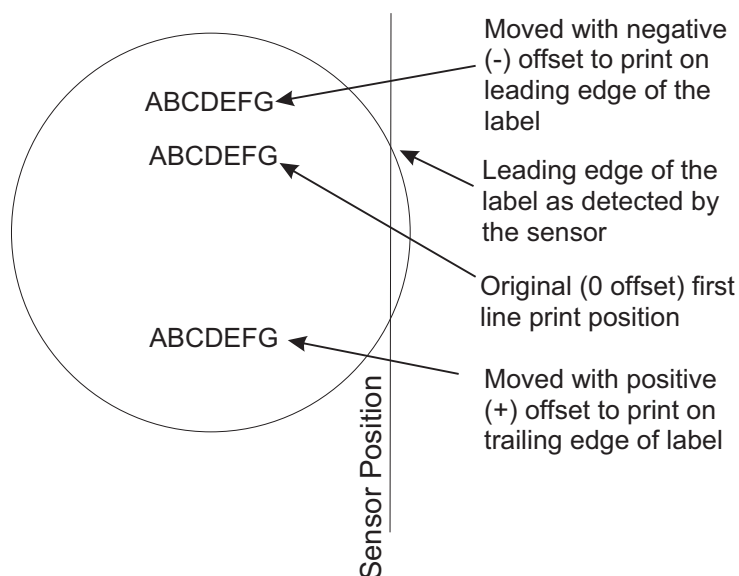 Moved with negative
(-) offset to print on
leading edge of the
label
ABCDEFG
ABCDEFG
Leading edge of the
label as detected by
the sensor
Original (0 offset) first
line print position
ABCDEFG
Moved with positive
(+) offset to print on
trailing edge of label
Sensor Position